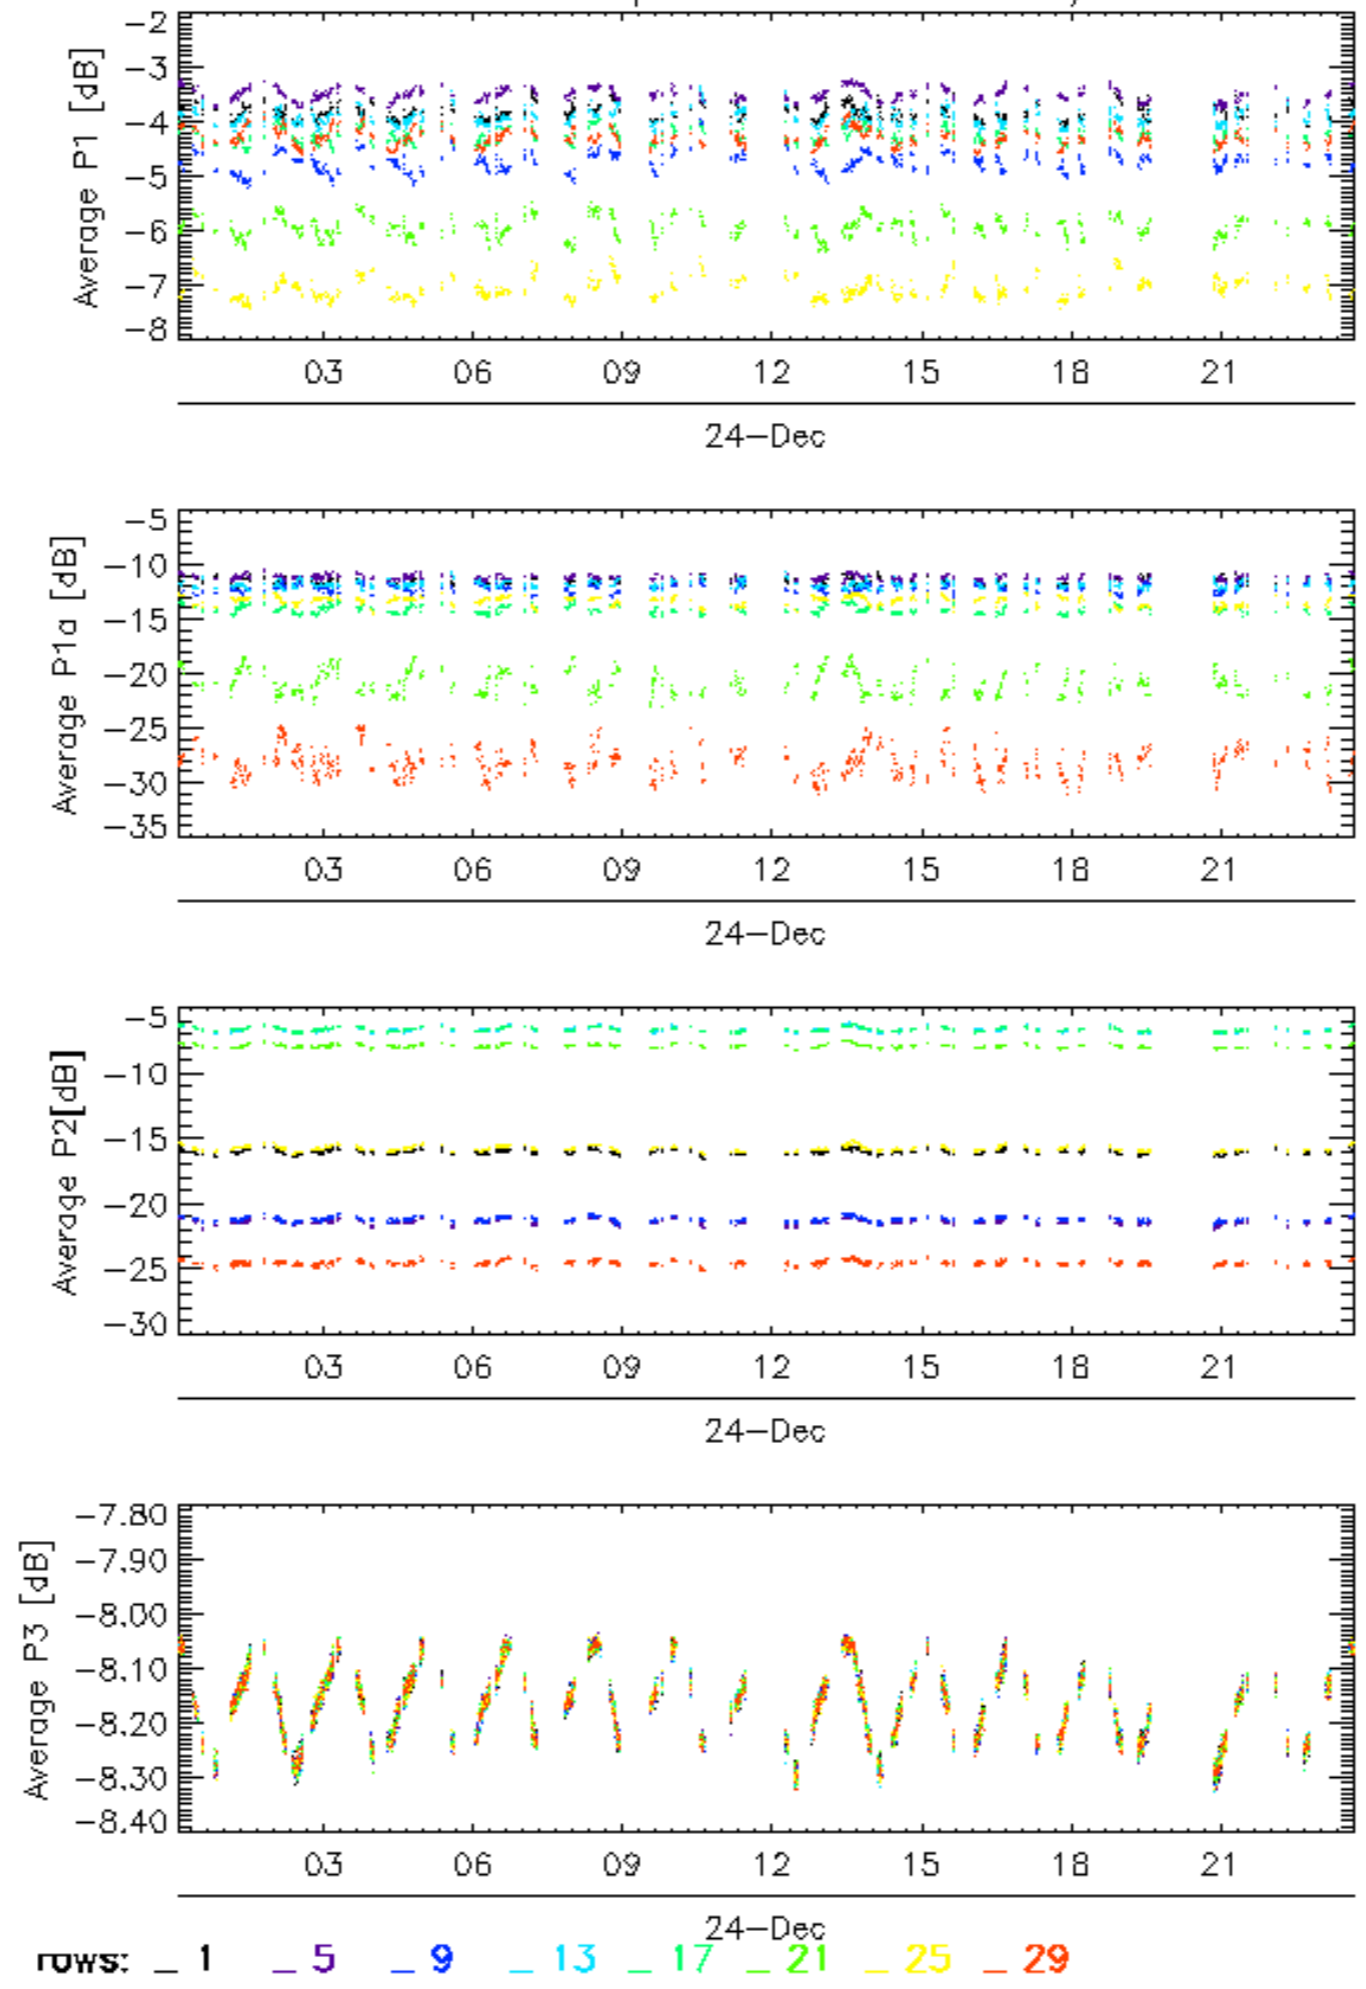 -2
-3
-4
-5
-6
-7
-8
Average P1 [dB]
03 06 09 12 15 18 21
24-Dec
-5
-10
-15
-20
-25
-30
-35
Average P1a [dB]
03 06 09 12 15 18 21
24-Dec
-5
-10
-15
-20
-25
-30
Average P2[dB]
03 06 09 12 15 18 21
24-Dec
-7.80
-7.90
-8.00
-8.10
-8.20
-8.30
-8.40
Average P3 [dB]
03 06 09 12 15 18 21
24-Dec
rows: _ 1 _ 5 _ 9 _ 13 _ 17 _ 21 _ 25 _ 29